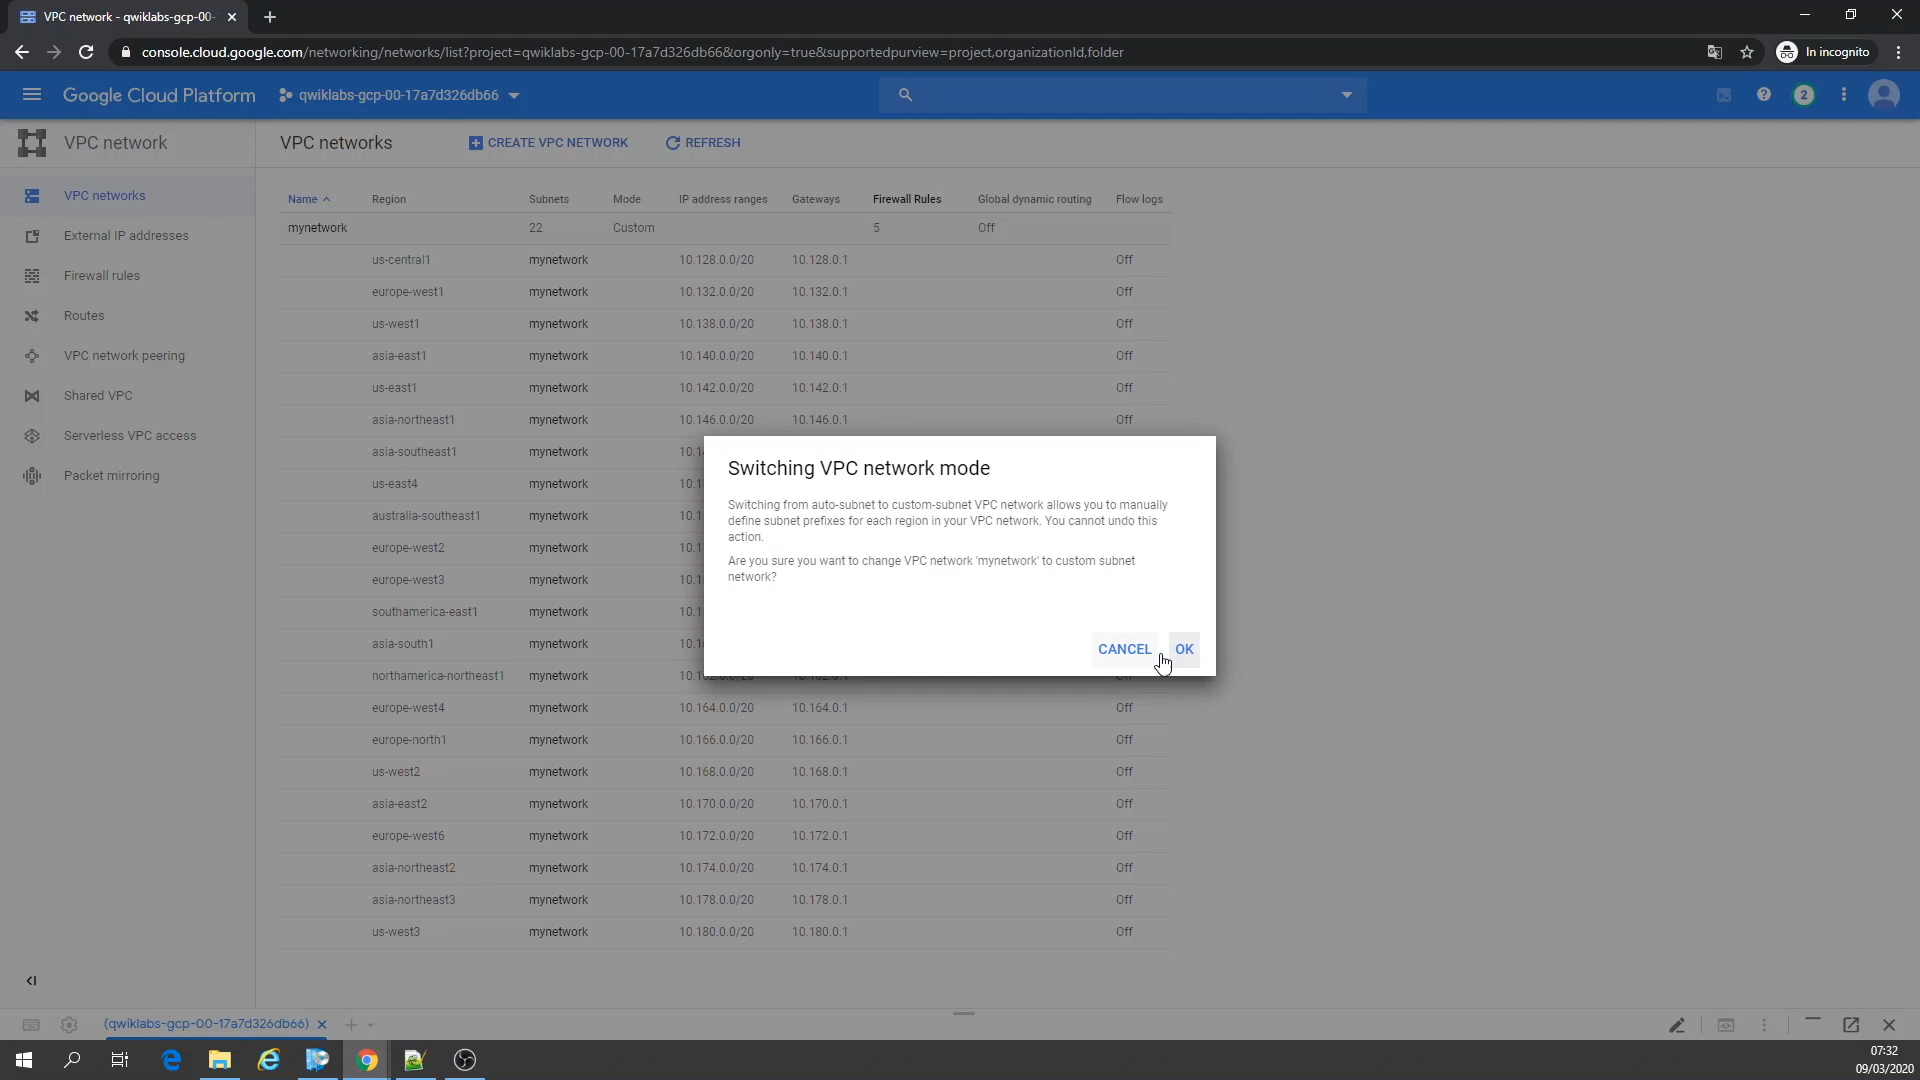 VPC network - qwiklabs-gcp-00-
console.cloud.google.com/networking/networks/list?project=qwiklabs-gcp-00-17a7d326db66&orgonly=true&supportedpurview=project,organizationId,folder
In incognito
Google Cloud Platform
qwiklabs-gcp-00-17a7d326db66
2
VPC network
VPC networks
CREATE VPC NETWORK
REFRESH
VPC networks
External IP addresses
Firewall rules
Routes
VPC network peering
Shared VPC
Serverless VPC access
Packet mirroring
Name Region Subnets Mode IP address ranges Gateways Firewall Rules Global dynamic routing Flow logs
mynetwork 22 Custom 5 Off
us-central1 mynetwork 10.128.0.0/20 10.128.0.1 Off
europe-west1 mynetwork 10.132.0.0/20 10.132.0.1 Off
us-west1 mynetwork 10.138.0.0/20 10.138.0.1 Off
asia-east1 mynetwork 10.140.0.0/20 10.140.0.1 Off
us-east1 mynetwork 10.142.0.0/20 10.142.0.1 Off
asia-northeast1 mynetwork 10.146.0.0/20 10.146.0.1 Off
asia-southeast1 mynetwork
us-east4 mynetwork
australia-southeast1 mynetwork
europe-west2 mynetwork
europe-west3 mynetwork
southamerica-east1 mynetwork
asia-south1 mynetwork
northamerica-northeast1 mynetwork
europe-west4 mynetwork 10.164.0.0/20 10.164.0.1 Off
europe-north1 mynetwork 10.166.0.0/20 10.166.0.1 Off
us-west2 mynetwork 10.168.0.0/20 10.168.0.1 Off
asia-east2 mynetwork 10.170.0.0/20 10.170.0.1 Off
europe-west6 mynetwork 10.172.0.0/20 10.172.0.1 Off
asia-northeast2 mynetwork 10.174.0.0/20 10.174.0.1 Off
asia-northeast3 mynetwork 10.178.0.0/20 10.178.0.1 Off
us-west3 mynetwork 10.180.0.0/20 10.180.0.1 Off
Switching VPC network mode
Switching from auto-subnet to custom-subnet VPC network allows you to manually
define subnet prefixes for each region in your VPC network. You cannot undo this
action.
Are you sure you want to change VPC network 'mynetwork' to custom subnet
network?
CANCEL OK
(qwiklabs-gcp-00-17a7d326db66)
07:32
09/03/2020